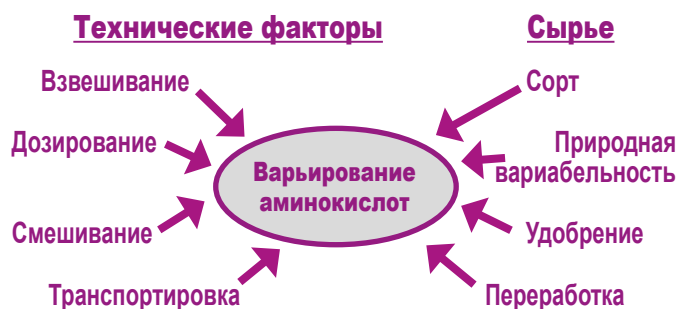 Технические факторы
Сырье
Взвешивание
Сорт
Дозирование
Природная
вариабельность
Варьирование
аминокислот
Смешивание
Удобрение
Транспортировка
Переработка